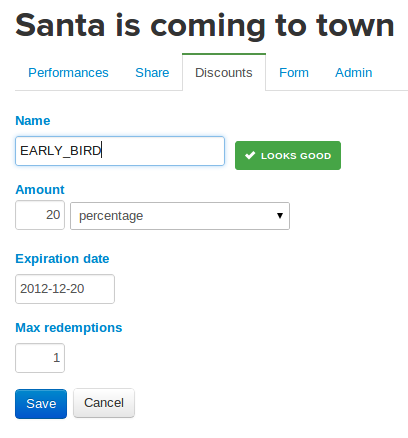 Santa is coming to town
Performances Share Discounts Form Admin
Name
EARLY_BIRD LOOKS GOOD
Amount
20 percentage
Expiration date
2012-12-20
Max redemptions
1
Save Cancel